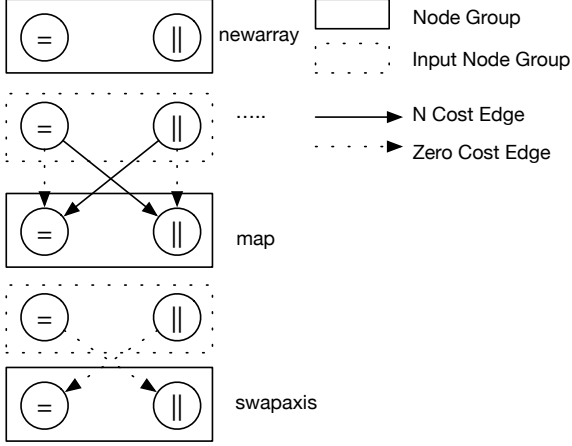 = || newarray
Node Group
Input Node Group
= || .....
N Cost Edge
Zero Cost Edge
= || map
= ||
= || swapaxis